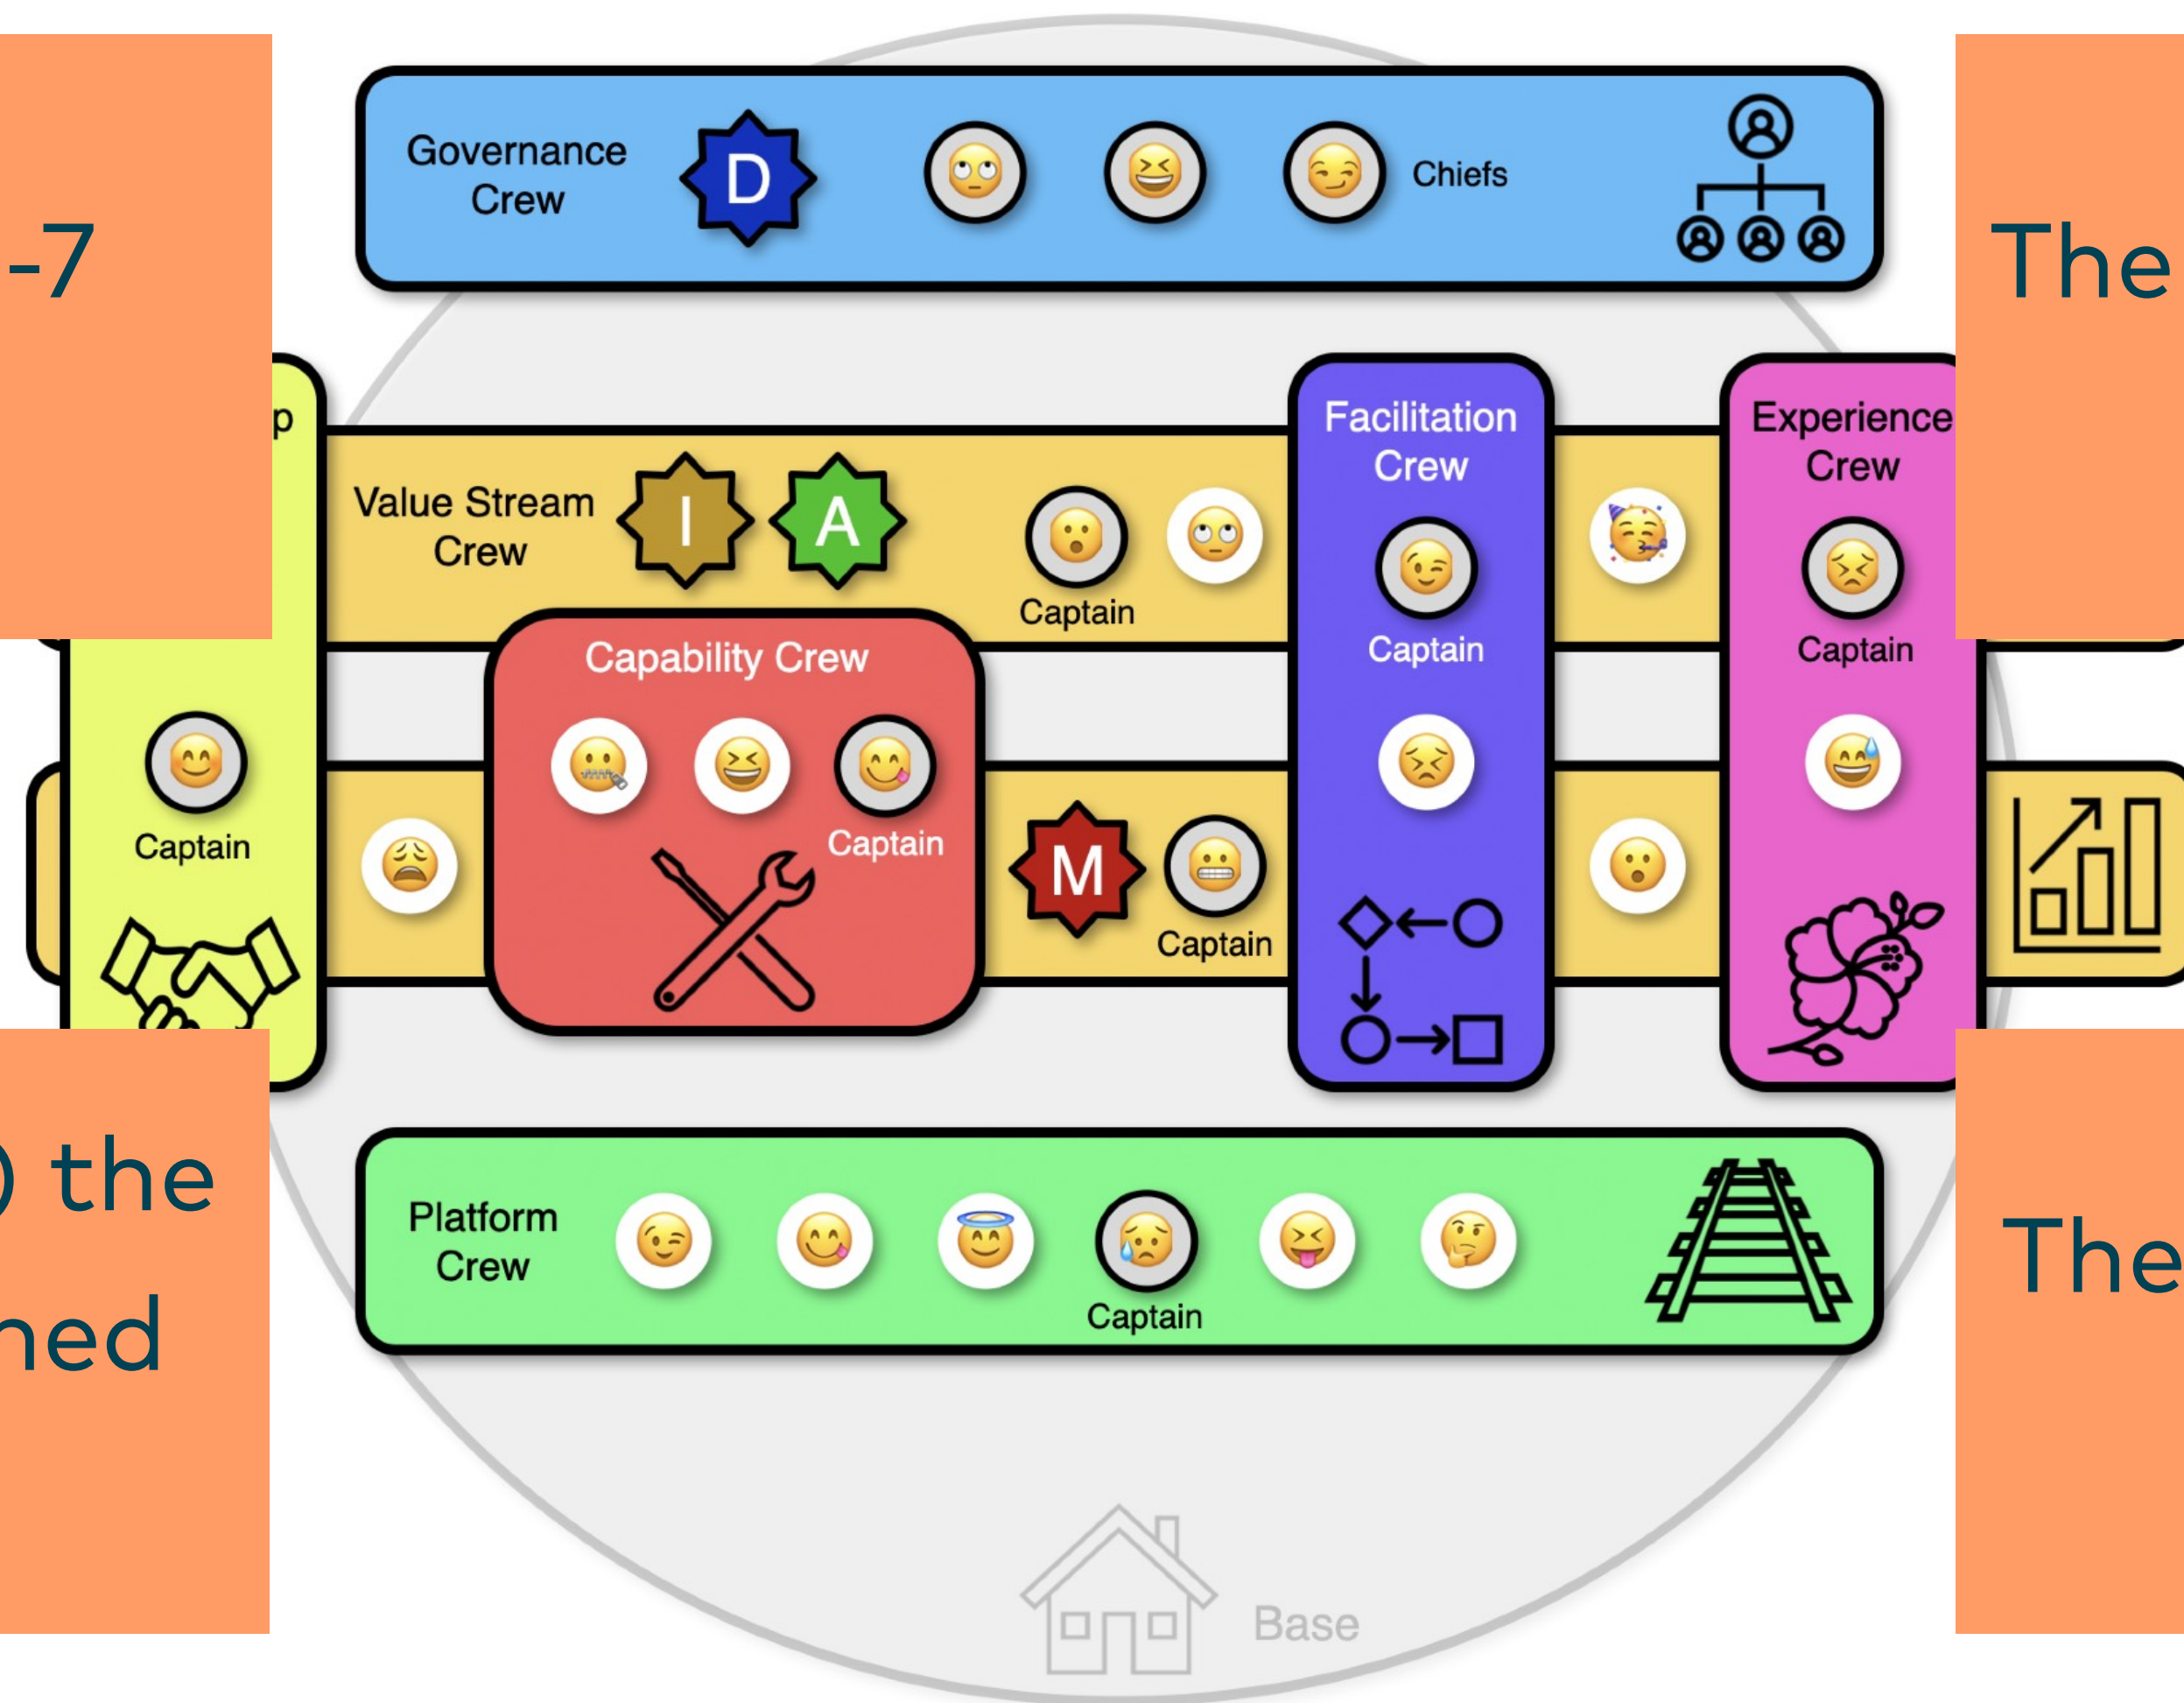 Governance
Crew
D
Chiefs
-7
The
p
Value Stream
Crew
I
A
Captain
Facilitation
Crew
Captain
Experience
Crew
Captain
Capability Crew
Captain
Captain
M
Captain
) the
ned
Platform
Crew
Captain
The
Base